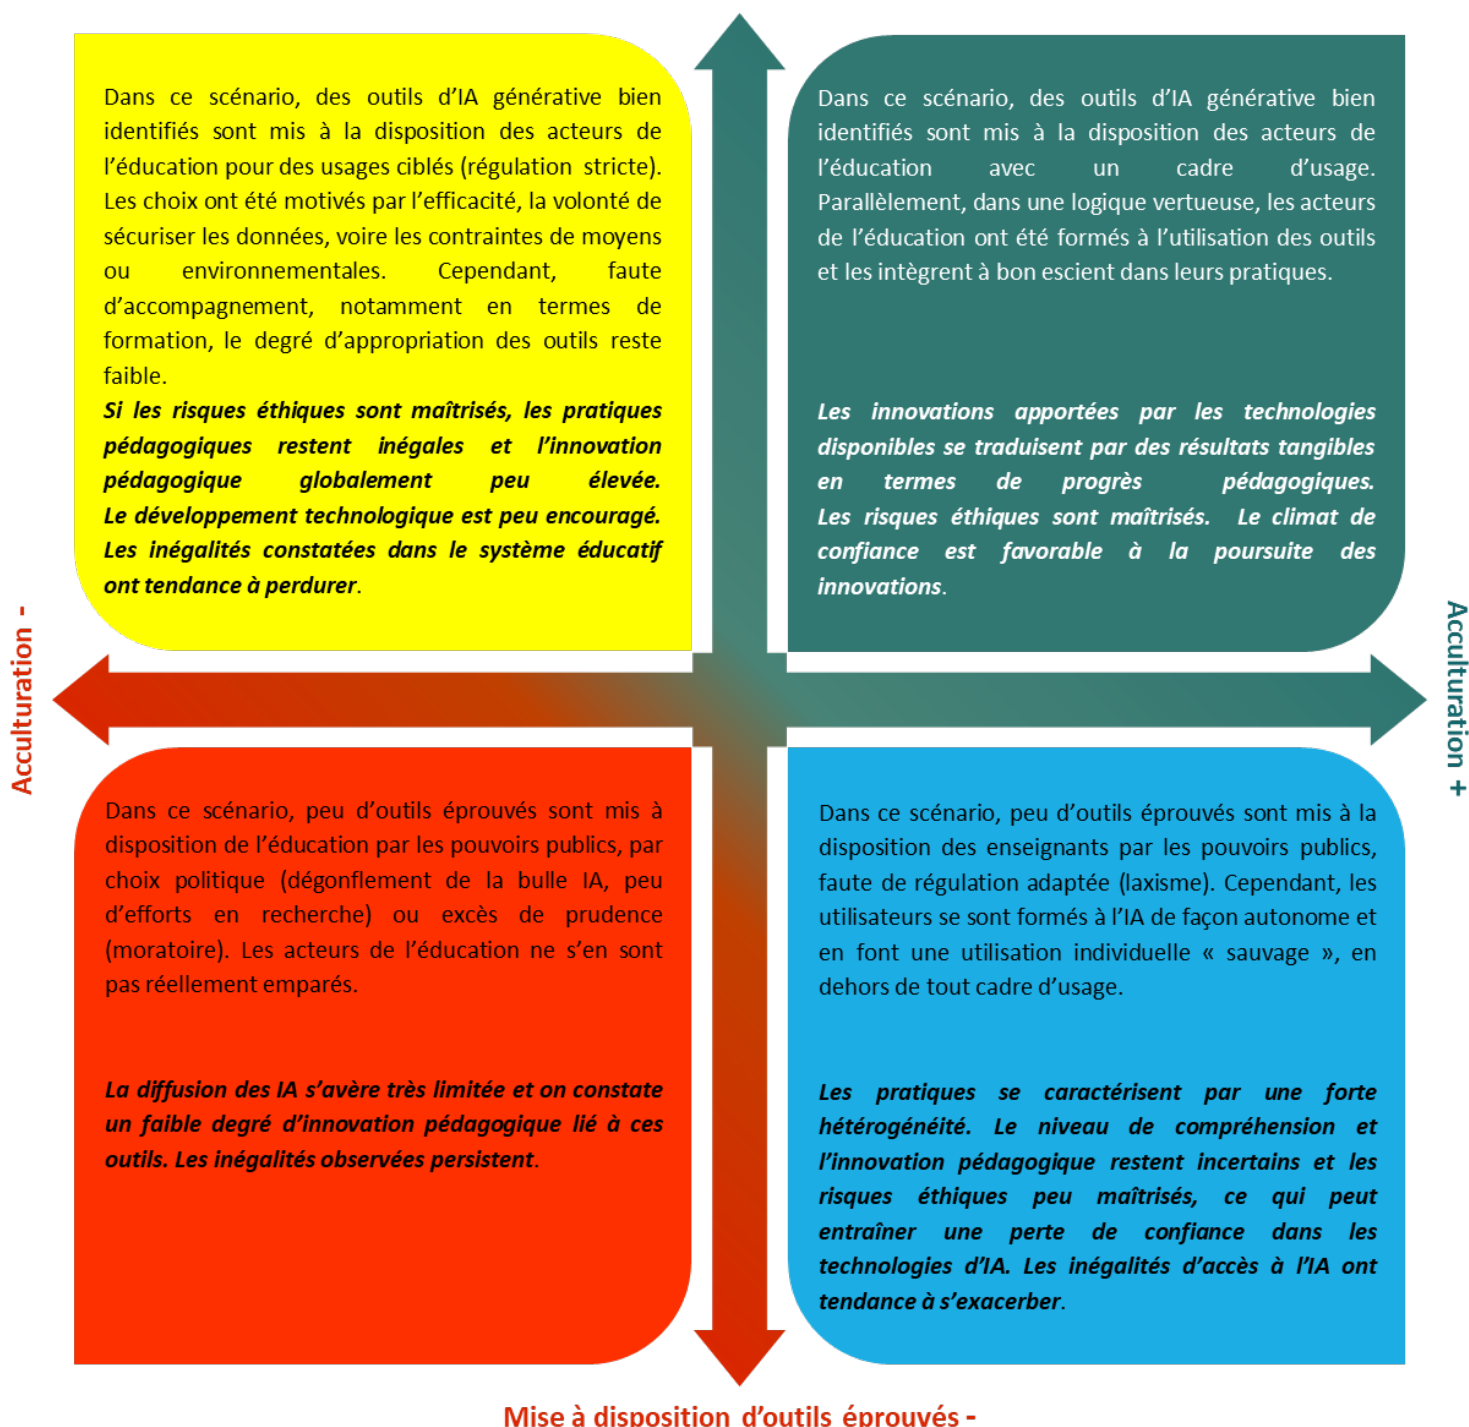 Dans ce scénario, des outils d’IA générative bien
identifiés sont mis à la disposition des acteurs de
l’éducation pour des usages ciblés (régulation stricte).
Les choix ont été motivés par l’efficacité, la volonté de
sécuriser les données, voire les contraintes de moyens
ou environnementales. Cependant, faute
d’accompagnement, notamment en termes de
formation, le degré d’appropriation des outils reste
faible.
Si les risques éthiques sont maîtrisés, les pratiques
pédagogiques restent inégales et l’innovation
pédagogique globalement peu élevée.
Le développement technologique est peu encouragé.
Les inégalités constatées dans le système éducatif
ont tendance à perdurer.
Dans ce scénario, des outils d’IA générative bien
identifiés sont mis à la disposition des acteurs de
l’éducation avec un cadre d’usage.
Parallèlement, dans une logique vertueuse, les acteurs
de l’éducation ont été formés à l’utilisation des outils
et les intègrent à bon escient dans leurs pratiques.
Les innovations apportées par les technologies
disponibles se traduisent par des résultats tangibles
en termes de progrès pédagogiques.
Les risques éthiques sont maîtrisés. Le climat de
confiance est favorable à la poursuite des
innovations.
Acculturation -
Acculturation +
Dans ce scénario, peu d’outils éprouvés sont mis à
disposition de l’éducation par les pouvoirs publics, par
choix politique (dégonflement de la bulle IA, peu
d’efforts en recherche) ou excès de prudence
(moratoire). Les acteurs de l’éducation ne s’en sont
pas réellement emparés.
La diffusion des IA s’avère très limitée et on constate
un faible degré d’innovation pédagogique lié à ces
outils. Les inégalités observées persistent.
Dans ce scénario, peu d’outils éprouvés sont mis à la
disposition des enseignants par les pouvoirs publics,
faute de régulation adaptée (laxisme). Cependant, les
utilisateurs se sont formés à l’IA de façon autonome et
en font une utilisation individuelle « sauvage », en
dehors de tout cadre d’usage.
Les pratiques se caractérisent par une forte
hétérogénéité. Le niveau de compréhension et
l’innovation pédagogique restent incertains et les
risques éthiques peu maîtrisés, ce qui peut
entraîner une perte de confiance dans les
technologies d’IA. Les inégalités d’accès à l’IA ont
tendance à s’exacerber.
Mise à disposition d’outils éprouvés -